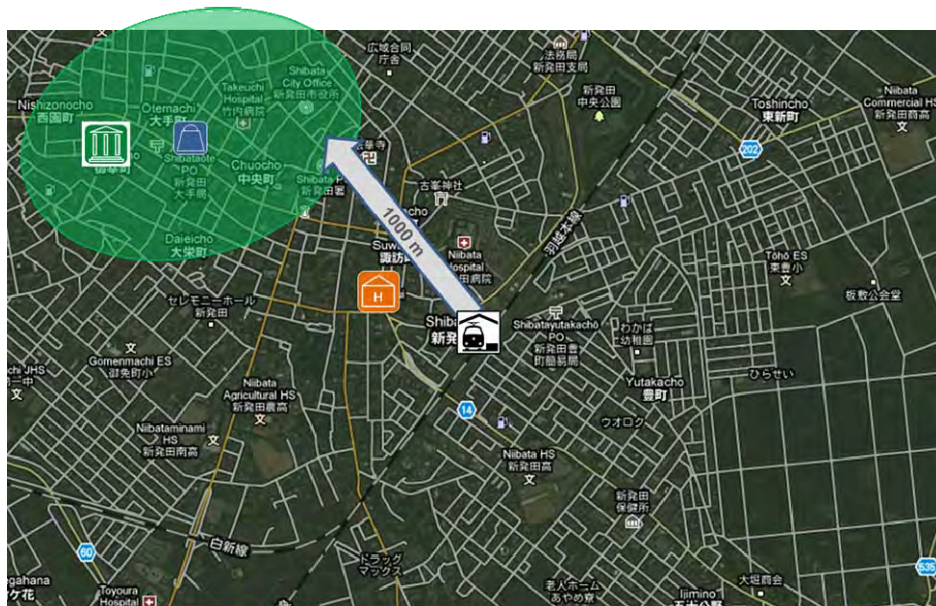 広域合同
庁舎
法務局
新発田支局
新発田
中央公園
Toshincho
東新町
Niibata
Commercial HS
新発田商高
202
Nishizonocho
西園町
Otemachi
大手町
Takeuchi
Hospital
竹内病院
Shibata
City Office
新発田市役所
Shibataote
PO
新発田
大手局
Chuocho
中央町
Shibata
新発田署
古峯神社
1000 m
羽越本線
Niibata
Hospital
田病院
諏訪
Daieicho
大栄町
H
セレモニーホール
新発田
Tōhō ES
東豊小
板敷公会堂
Shibatayutakachō
PO
新発田豊
町簡易局
わかば
幼稚園
Gomenmachi ES
御免町小
JHS
一中
Niibata
Agricultural HS
新発田農高
Yutakacho
豊町
ひらせい
14
ウオロク
Niibataminami
HS
新発田南高
Niibata HS
新発田高
新発田
保健所
白新線
60
ドラッグ
マックス
Toyoura
Hospital
老人ホーム
あやめ寮
大堀商会
Ijimino
535